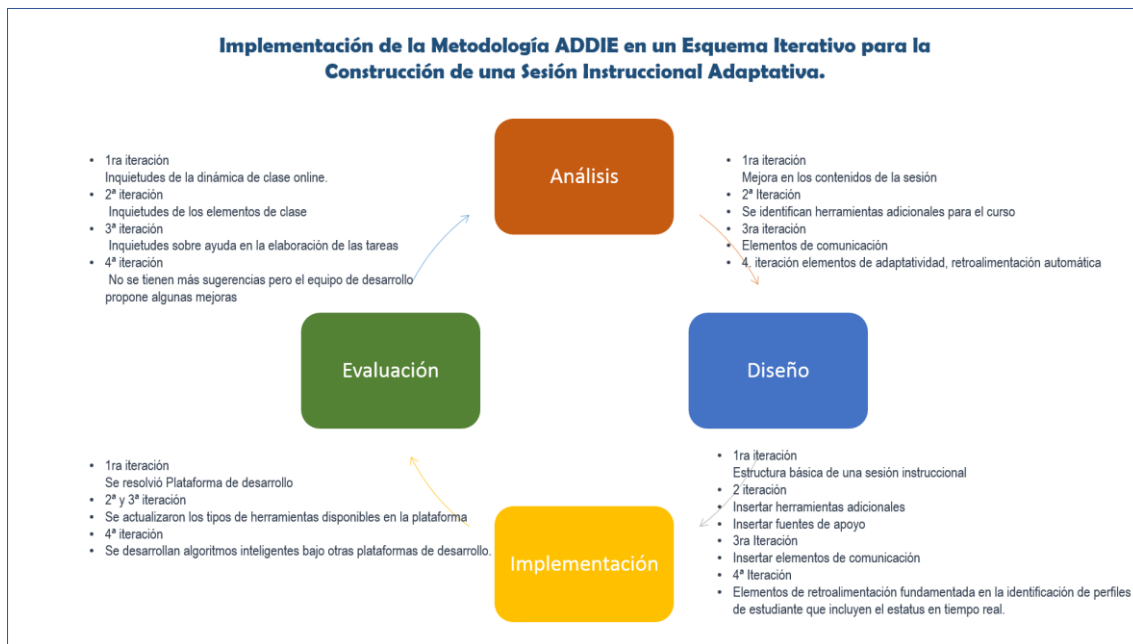 Implementación de la Metodología ADDIE en un Esquema Iterativo para la
Construcción de una Sesión Instruccional Adaptativa.
• 1ra iteración
Inquietudes de la dinámica de clase online.
• 2ª iteración
Inquietudes de los elementos de clase
• 3ª iteración
Inquietudes sobre ayuda en la elaboración de las tareas
• 4ª iteración
No se tienen más sugerencias pero el equipo de desarrollo
propone algunas mejoras
Análisis
• 1ra iteración
Mejora en los contenidos de la sesión
• 2ª Iteración
• Se identifican herramientas adicionales para el curso
• 3ra iteración
• Elementos de comunicación
• 4. iteración elementos de adaptatividad, retroalimentación automática
Evaluación
Diseño
• 1ra iteración
Se resolvió Plataforma de desarrollo
• 2ª y 3ª iteración
• Se actualizaron los tipos de herramientas disponibles en la plataforma
• 4ª iteración
• Se desarrollan algoritmos inteligentes bajo otras plataformas de desarrollo.
Implementación
• 1ra iteración
Estructura básica de una sesión instruccional
• 2 iteración
• Insertar herramientas adicionales
• Insertar fuentes de apoyo
• 3ra Iteración
• Insertar elementos de comunicación
• 4ª Iteración
• Elementos de retroalimentación fundamentada en la identificación de perfiles
de estudiante que incluyen el estatus en tiempo real.